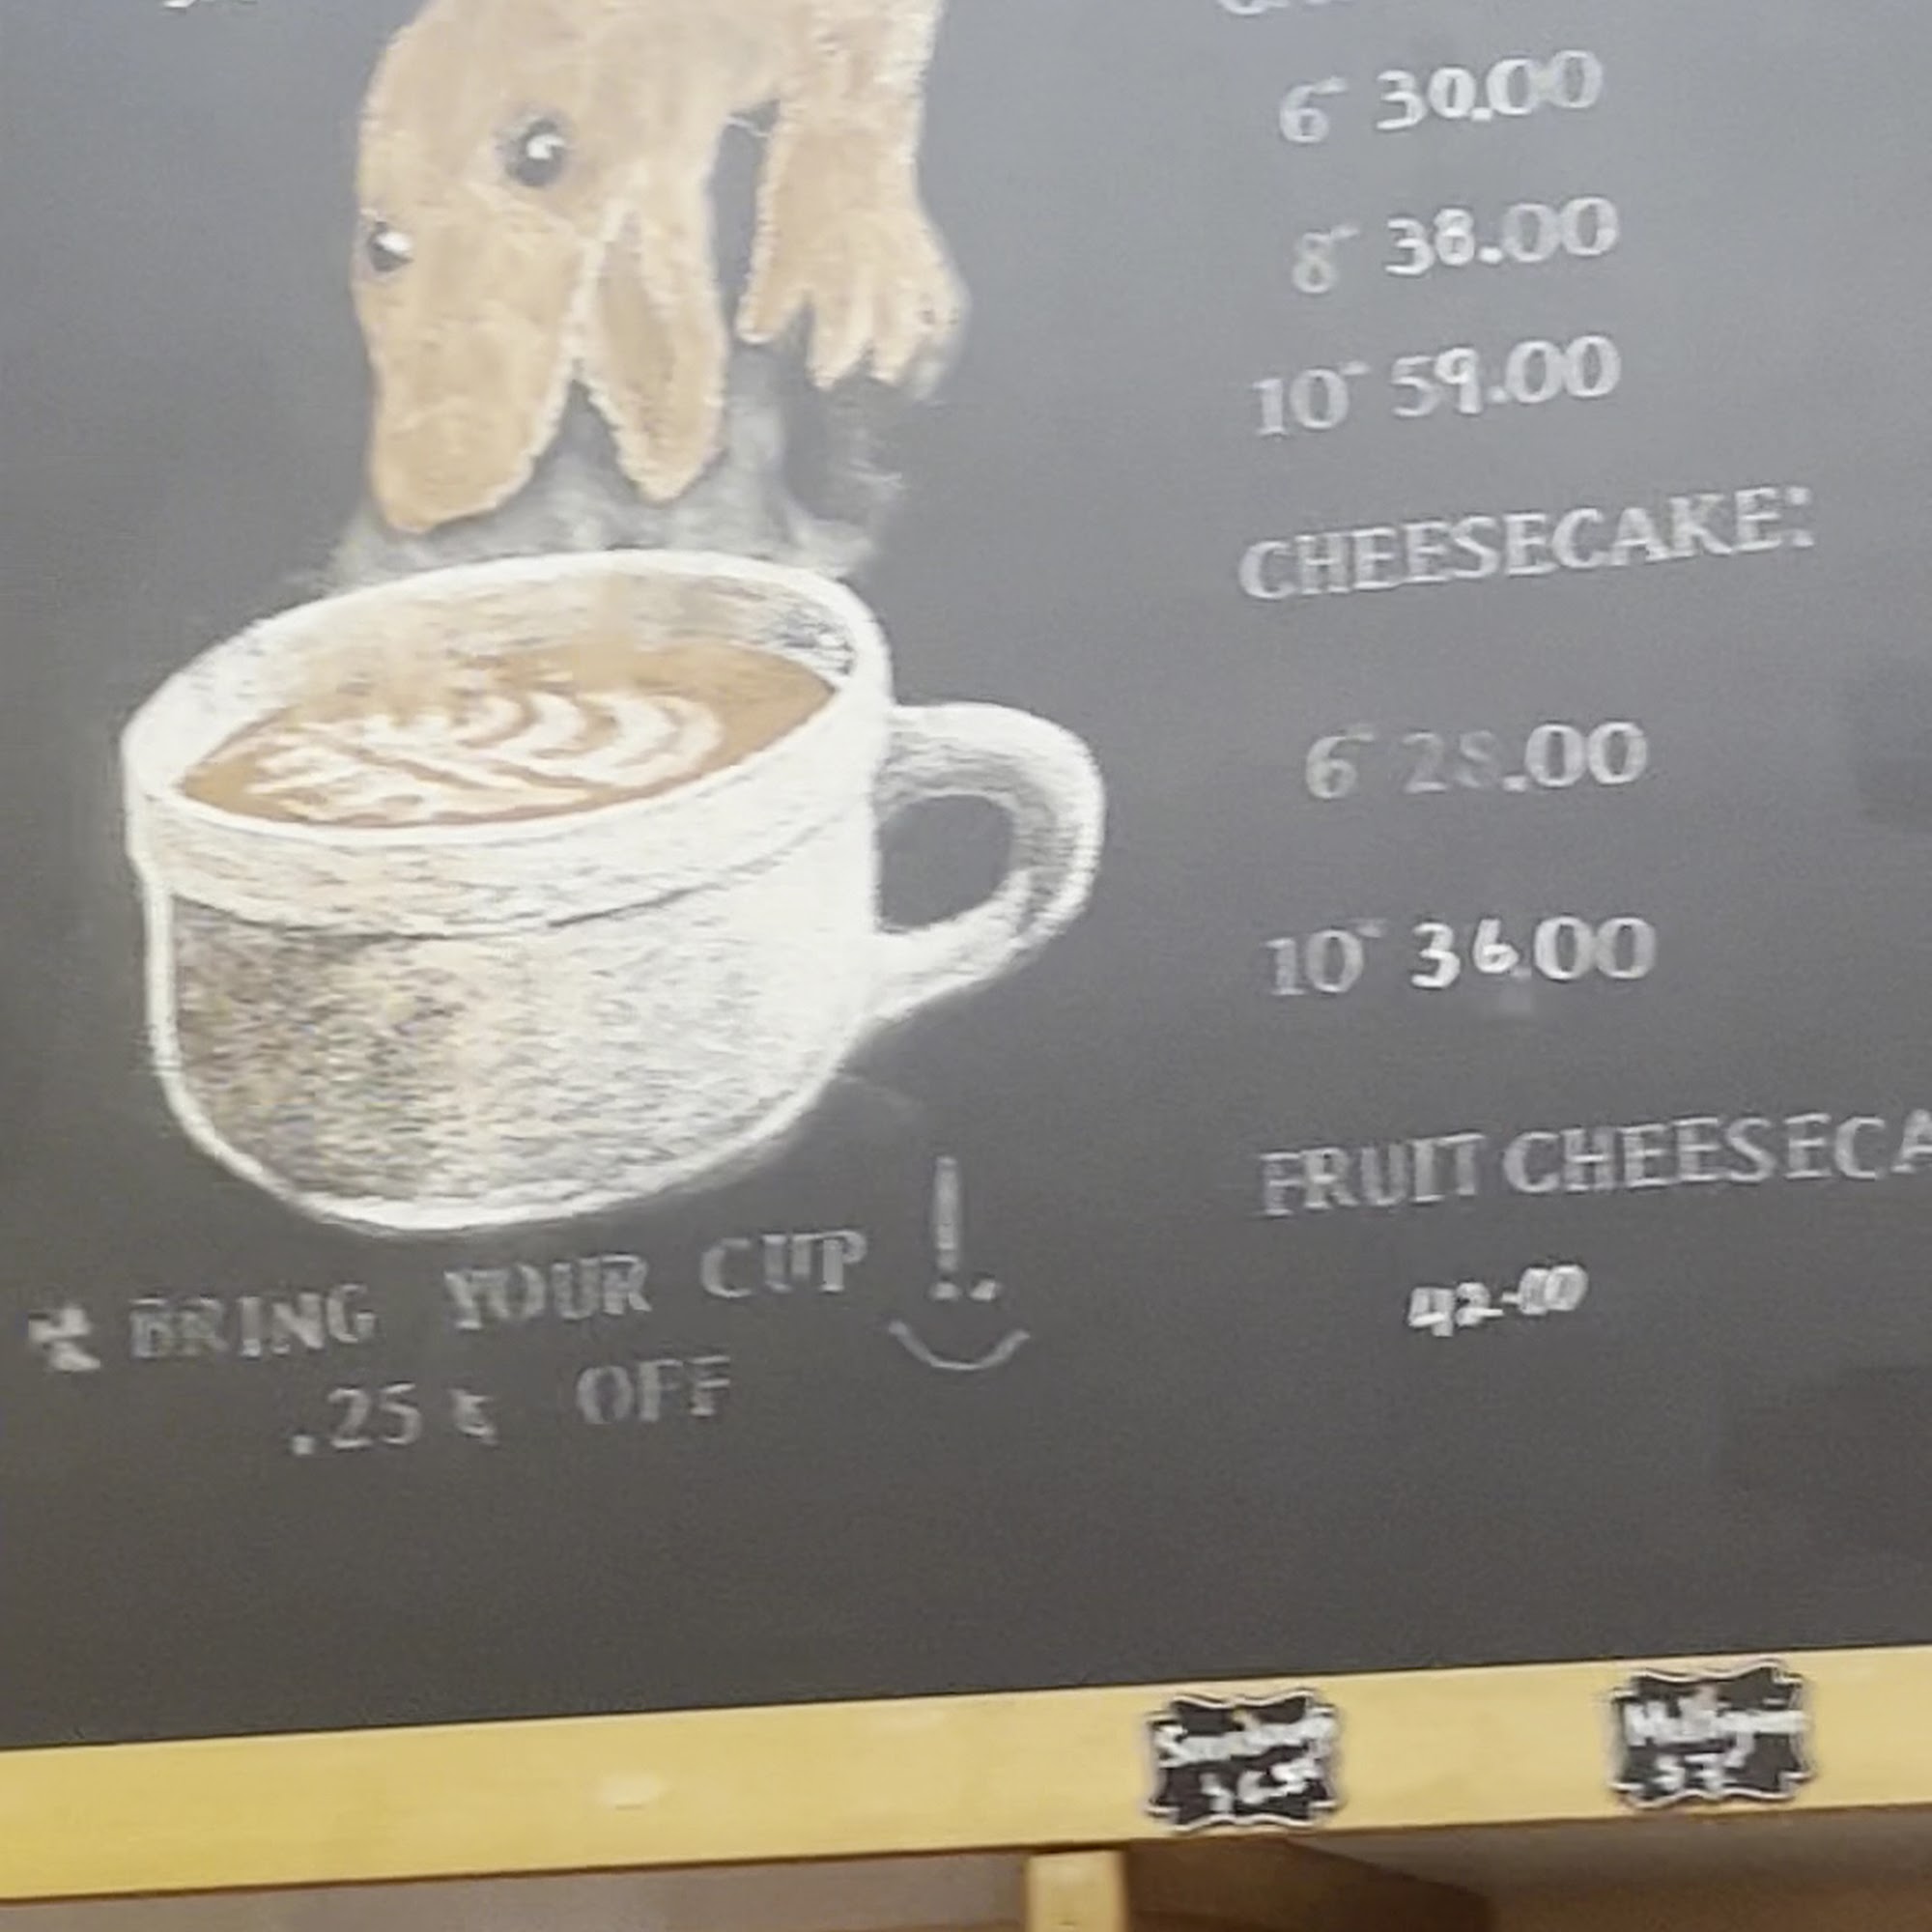 6" 30.00
8" 38.00
10" 59.00
CHEESECAKE:
6" 28.00
10" 36.00
FRUIT CHEESECA
42.00
* BRING YOUR CUP !
.25¢ OFF